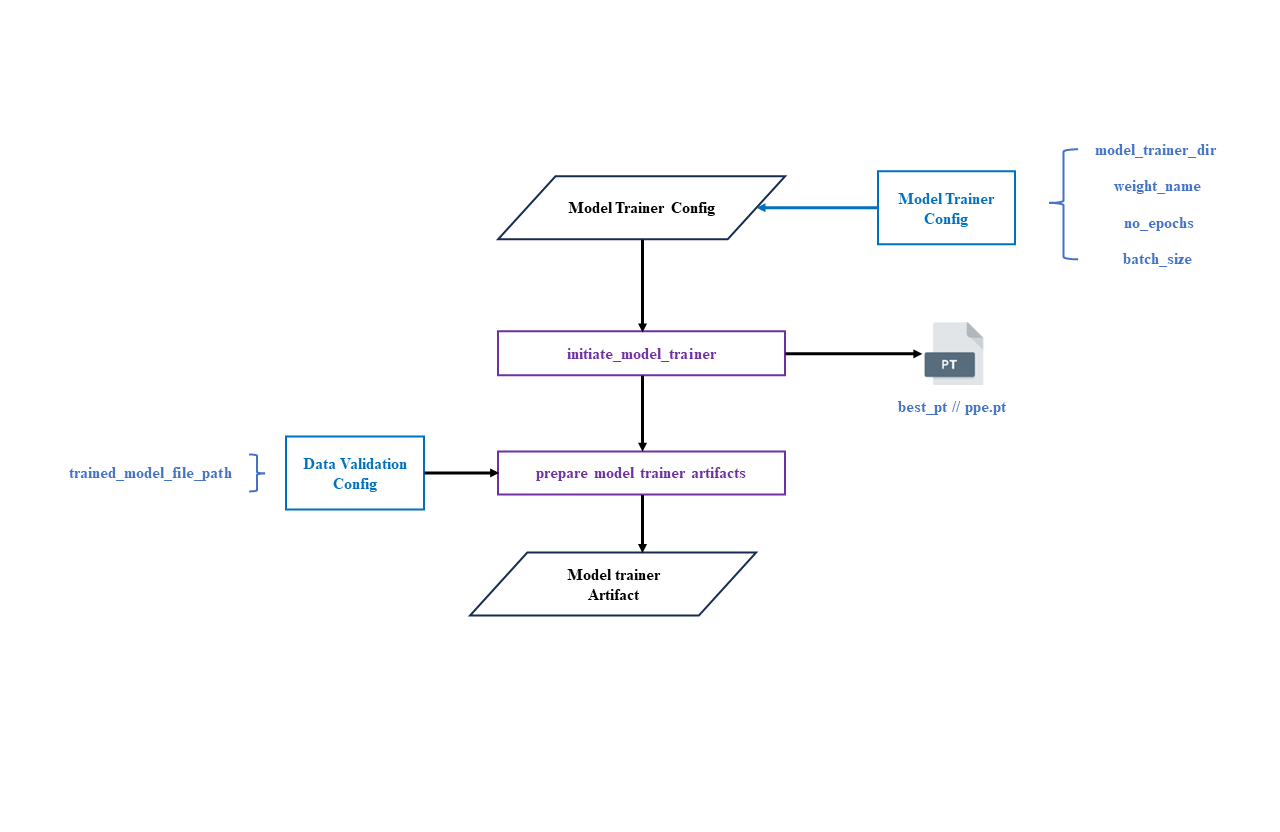 model_trainer_dir
Model Trainer Config
Model Trainer
Config
weight_name
no_epochs
batch_size
initiate_model_trainer
PT
best_pt // ppe.pt
trained_model_file_path
Data Validation
Config
prepare model trainer artifacts
Model trainer
Artifact